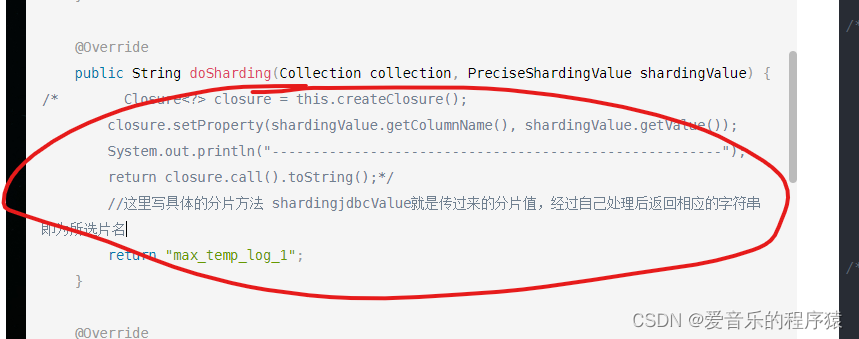 @Override
public String doSharding(Collection collection, PreciseShardingValue shardingValue) {
/* Closure<?> closure = this.createClosure();
closure.setProperty(shardingValue.getColumnName(), shardingValue.getValue());
System.out.println("------------------------------------------------------");
return closure.call().toString();*/
//这里写具体的分片方法 shardingjdbcValue就是传过来的分片值，经过自己处理后返回相应的字符串
即为所选片名
return "max_temp_log_1";
}
@Override
/*
/*
CSDN @爱音乐的程序猿